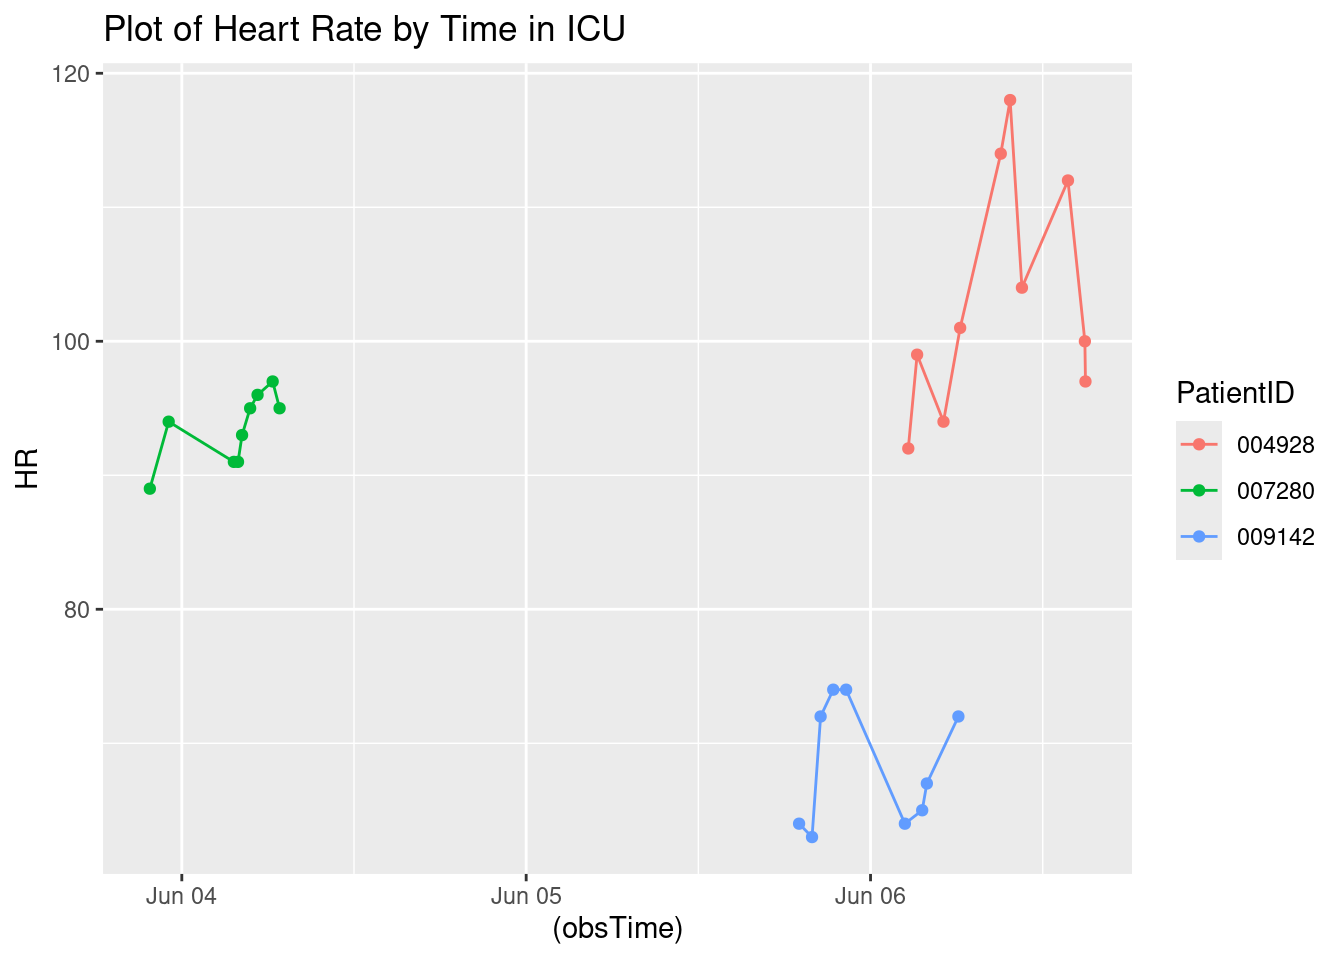 Plot of Heart Rate by Time in ICU
120
100
80
HR
Jun 04
Jun 05
Jun 06
(obsTime)
PatientID
004928
007280
009142